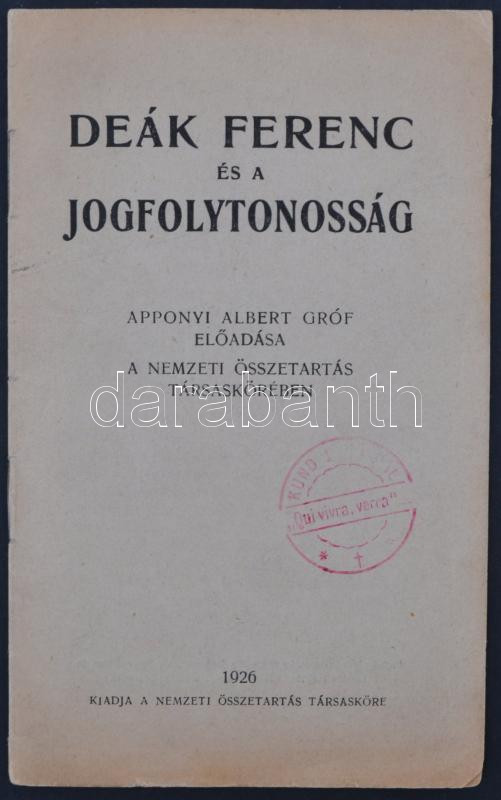 DEÁK FERENC
ÉS A
JOGFOLYTONOSSÁG
APPONYI ALBERT GRÓF
ELŐADÁSA
A NEMZETI ÖSSZETARTÁS
TÁRSASKÖRÉBEN
darabanth
KUND
„Qui vivra, verra"
1926
KIADJA A NEMZETI ÖSSZETARTÁS TÁRSASKÖRE